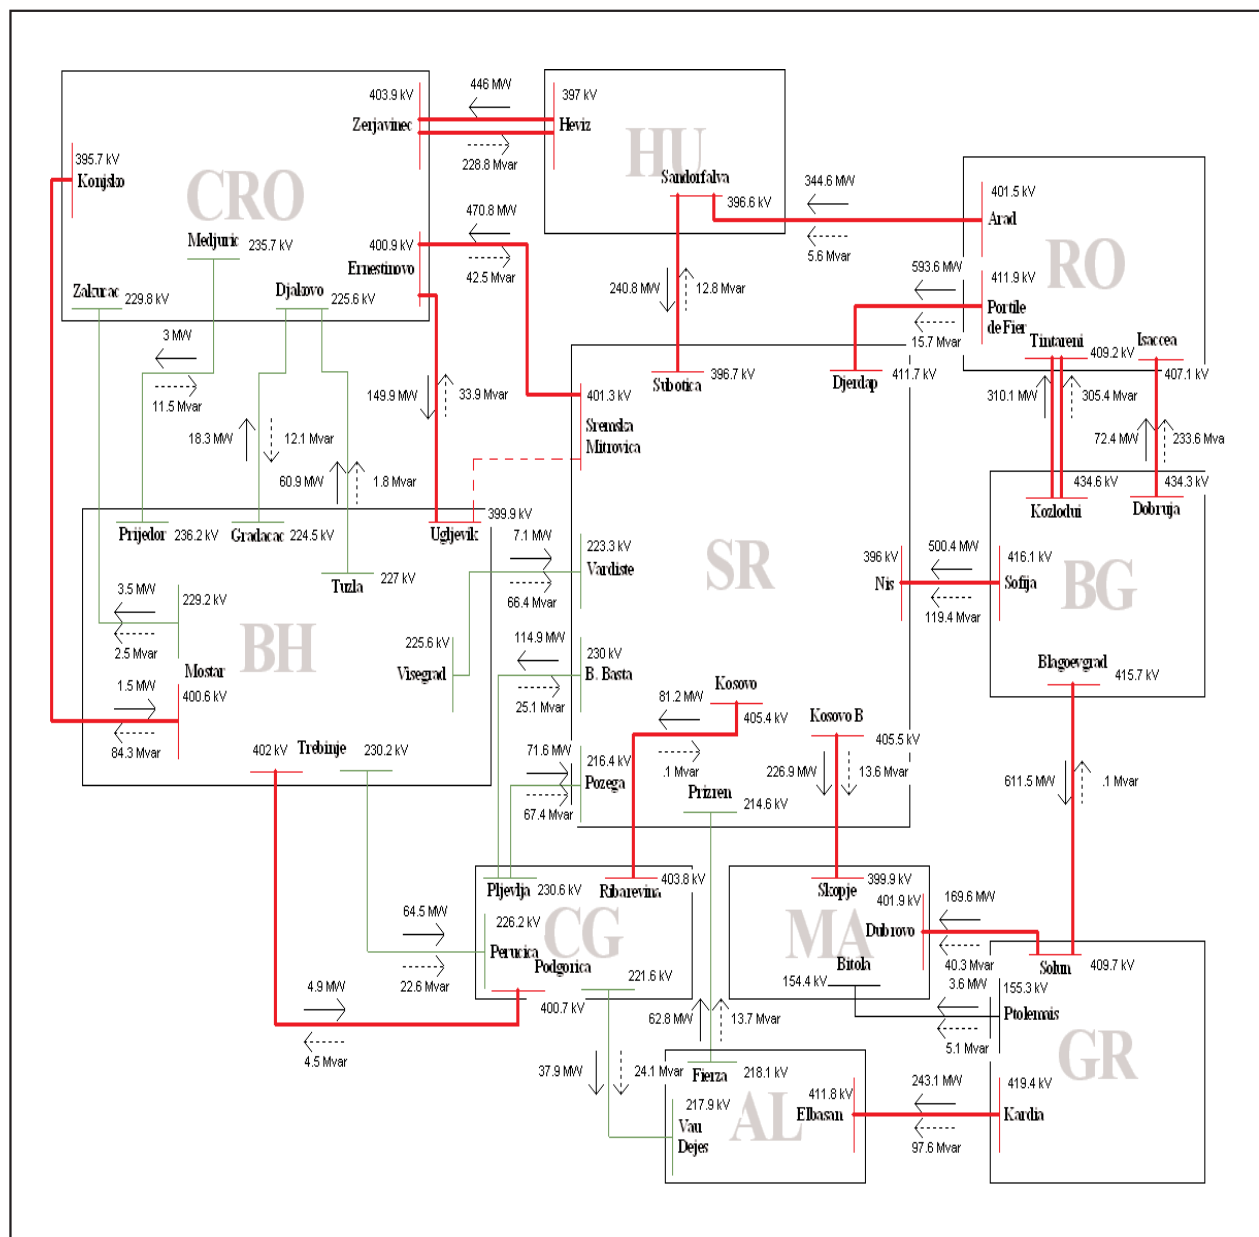 403.9 kV
Zerjavinec
446 MW
228.8 Mvar
397 kV
Heviz
HU
395.7 kV
Konjsko
CRO
Sandorfalva
396.6 kV
344.6 MW
5.6 Mvar
401.5 kV
Arad
RO
Medjuric
235.7 kV
470.8 MW
42.5 Mvar
400.9 kV
Ernestinovo
Zakucac
229.8 kV
Djakovo
225.6 kV
240.8 MW
12.8 Mvar
593.6 MW
15.7 Mvar
411.9 kV
Portile
de Fier
Tintareni
409.2 kV
Isaccea
407.1 kV
3 MW
11.5 Mvar
Subotica
396.7 kV
Djerdap
411.7 kV
149.9 MW
33.9 Mvar
401.3 kV
Sremska
Mitrovica
310.1 MW
305.4 Mvar
72.4 MW
233.6 Mva
18.3 MW
12.1 Mvar
60.9 MW
1.8 Mvar
434.6 kV
Kozlodui
434.3 kV
Dobruja
Prijedor
236.2 kV
Gradacac
224.5 kV
Ugljevik
399.9 kV
7.1 MW
66.4 Mvar
223.3 kV
Vardiste
SR
396 kV
Nis
500.4 MW
119.4 Mvar
416.1 kV
Sofija
BG
Tuzla
227 kV
3.5 MW
2.5 Mvar
229.2 kV
BH
Mostar
225.6 kV
Visegrad
114.9 MW
25.1 Mvar
230 kV
B. Basta
Blagoevgrad
415.7 kV
1.5 MW
84.3 Mvar
400.6 kV
81.2 MW
.1 Mvar
Kosovo
405.4 kV
Kosovo B
405.5 kV
402 kV
Trebinje
230.2 kV
71.6 MW
67.4 Mvar
216.4 kV
Pozega
226.9 MW
13.6 Mvar
611.5 MW
.1 Mvar
Prizren
214.6 kV
Pljevlja
230.6 kV
Ribarevina
403.8 kV
Skopje
399.9 kV
64.5 MW
22.6 Mvar
226.2 kV
Perucica
CG
Podgorica
400.7 kV
221.6 kV
MA
401.9 kV
Dubrovo
169.6 MW
40.3 Mvar
Solun
409.7 kV
Bitola
154.4 kV
3.6 MW
5.1 Mvar
155.3 kV
Ptolemais
4.9 MW
4.5 Mvar
62.8 MW
13.7 Mvar
GR
37.9 MW
24.1 Mvar
Fierza
218.1 kV
217.9 kV
Vau
Dejes
AL
411.8 kV
Elbasan
243.1 MW
97.6 Mvar
419.4 kV
Kardia